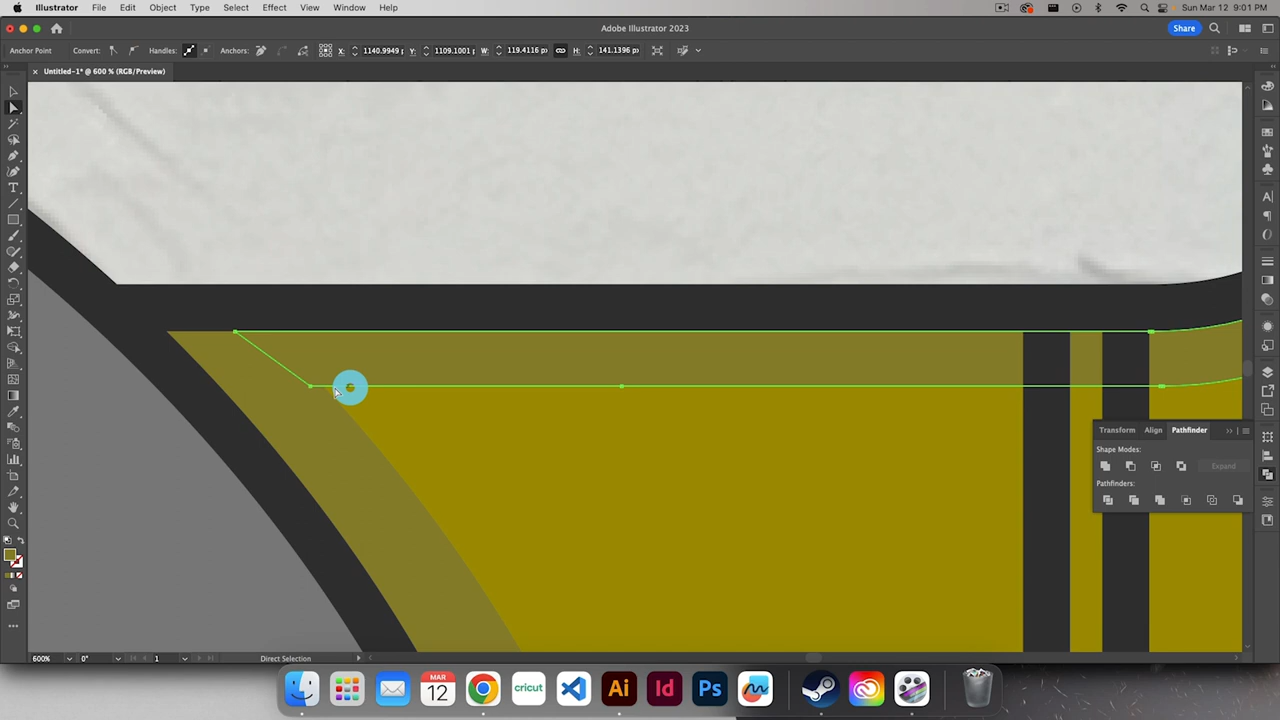 Illustrator File Edit Object Type Select Effect View Window Help Sun Mar 12 9:01 PM
Adobe Illustrator 2023 Share
Anchor Point Convert: Handles: Anchors: X: 1140.9949 Y: 1109.1001 W: 119.4116 p H: 141.1396 p
× Untitled-1* @ 600 % (RGB/Preview)
Transform Align Pathfinder
Shape Modes:
Expand
Pathfinders:
600% 0° 1 Direct Selection
MAR
12 cricut Ai Id Ps